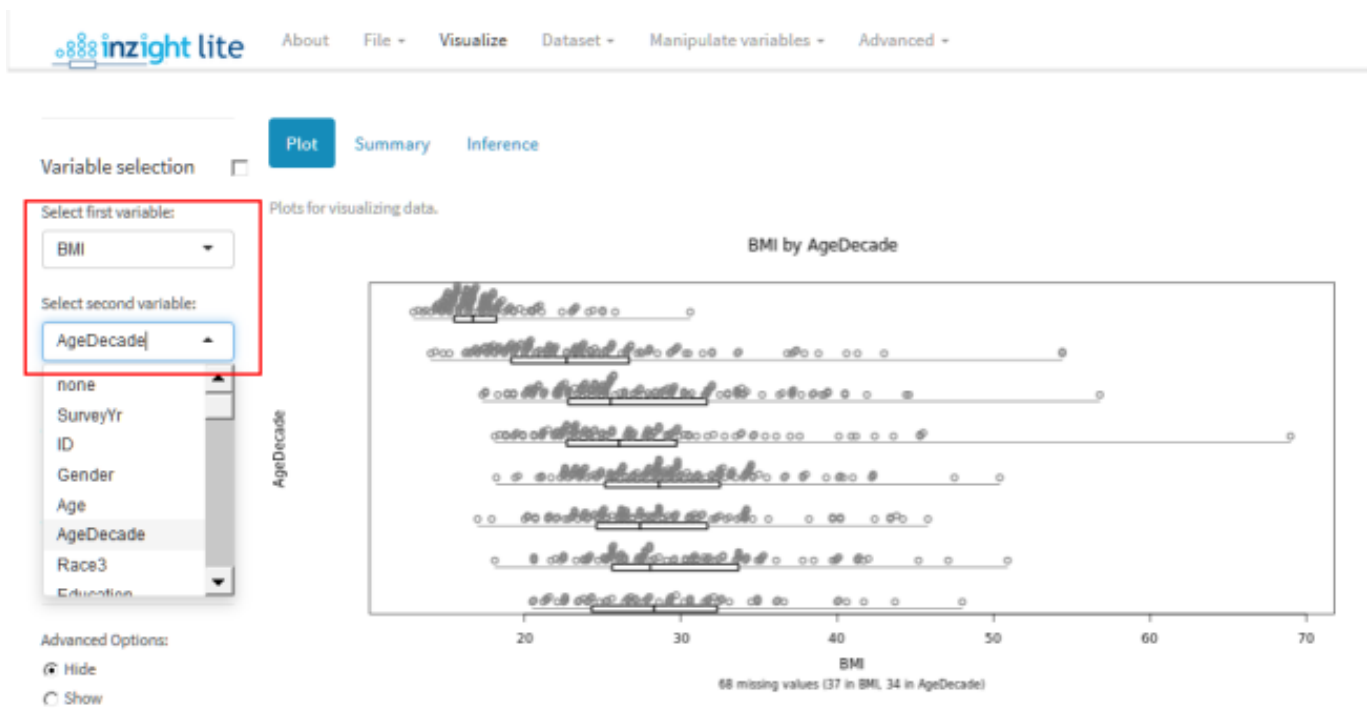 inzight lite About File Visualize Dataset Manipulate variables Advanced
Plot Summary Inference
Variable selection
Select first variable:
Plots for visualizing data.
BMI
BMI by AgeDecade
Select second variable:
AgeDecade
none
SurveyYr
ID
Gender
Age
AgeDecade
Race3
Education
AgeDecade
20 30 40 50 60 70
BMI
68 missing values (37 in BMI, 34 in AgeDecade)
Advanced Options:
Hide
Show